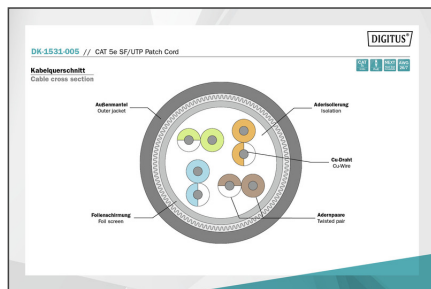 DIGITUS®
DK-1531-005 // CAT 5e SF/UTP Patch Cord
Kabelquerschnitt
Cable cross section
Außenmantel
Outer jacket
Aderisolierung
Isolation
Cu-Draht
Cu-Wire
Folienschirmung
Foil screen
Adernpaare
Twisted pair